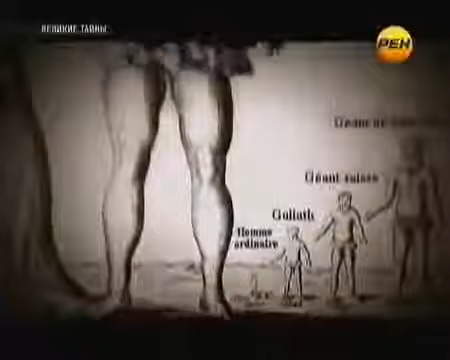 ВЕЛИКИЕ ТАЙНЫ
РЕН
Géant suisse
Goliath
Homme
ordinaire